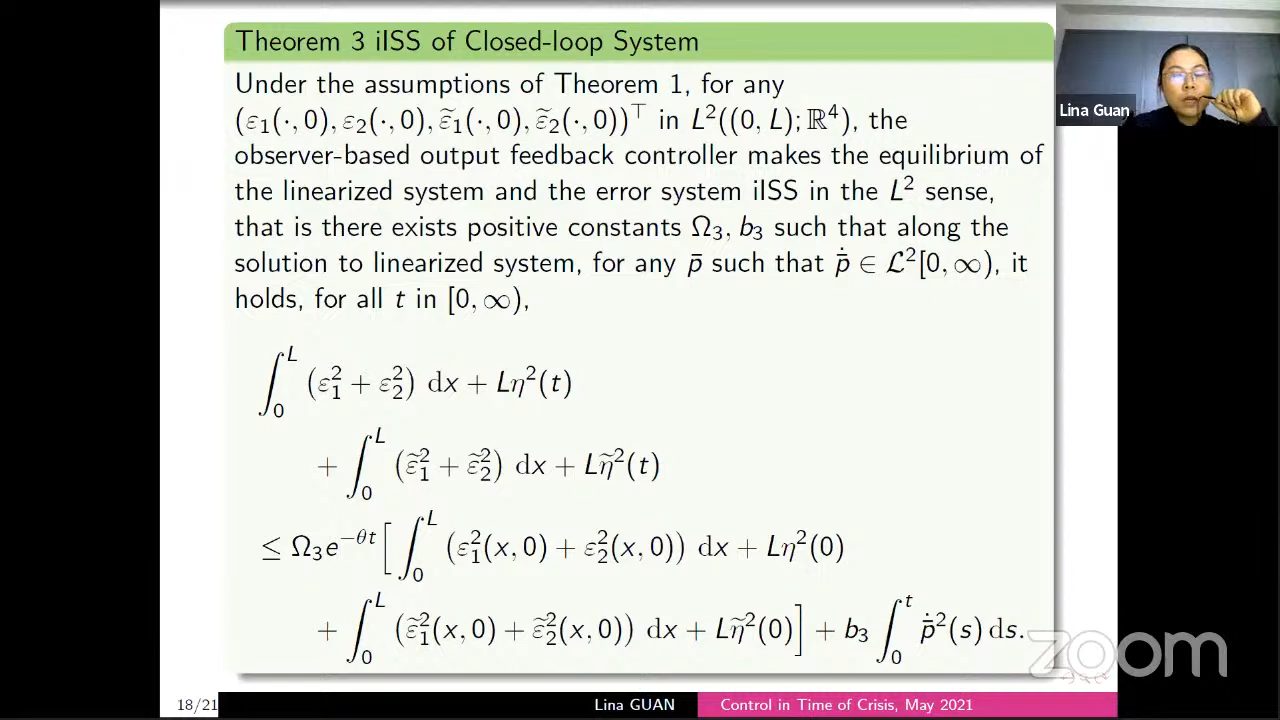 Theorem 3 iISS of Closed-loop System
Under the assumptions of Theorem 1, for any
(ε₁(·, 0), ε₂(·, 0), ε̃₁(·, 0), ε̃₂(·, 0))^⊤ in L²((0, L); ℝ⁴), the
observer-based output feedback controller makes the equilibrium of
the linearized system and the error system iISS in the L² sense,
that is there exists positive constants Ω₃, b₃ such that along the
solution to linearized system, for any p̄ such that ṗ̄ ∈ ℒ²[0, ∞), it
holds, for all t in [0, ∞),
∫₀ᴸ (ε₁² + ε₂²) dx + Lη²(t)
+ ∫₀ᴸ (ε̃₁² + ε̃₂²) dx + Lη̃²(t)
≤ Ω₃e^{−θt} [ ∫₀ᴸ (ε₁²(x, 0) + ε₂²(x, 0)) dx + Lη²(0)
+ ∫₀ᴸ (ε̃₁²(x, 0) + ε̃₂²(x, 0)) dx + Lη̃²(0) ] + b₃ ∫₀ᵗ ṗ̄²(s) ds.
18/21
Lina GUAN
Control in Time of Crisis, May 2021
Lina Guan
zoom